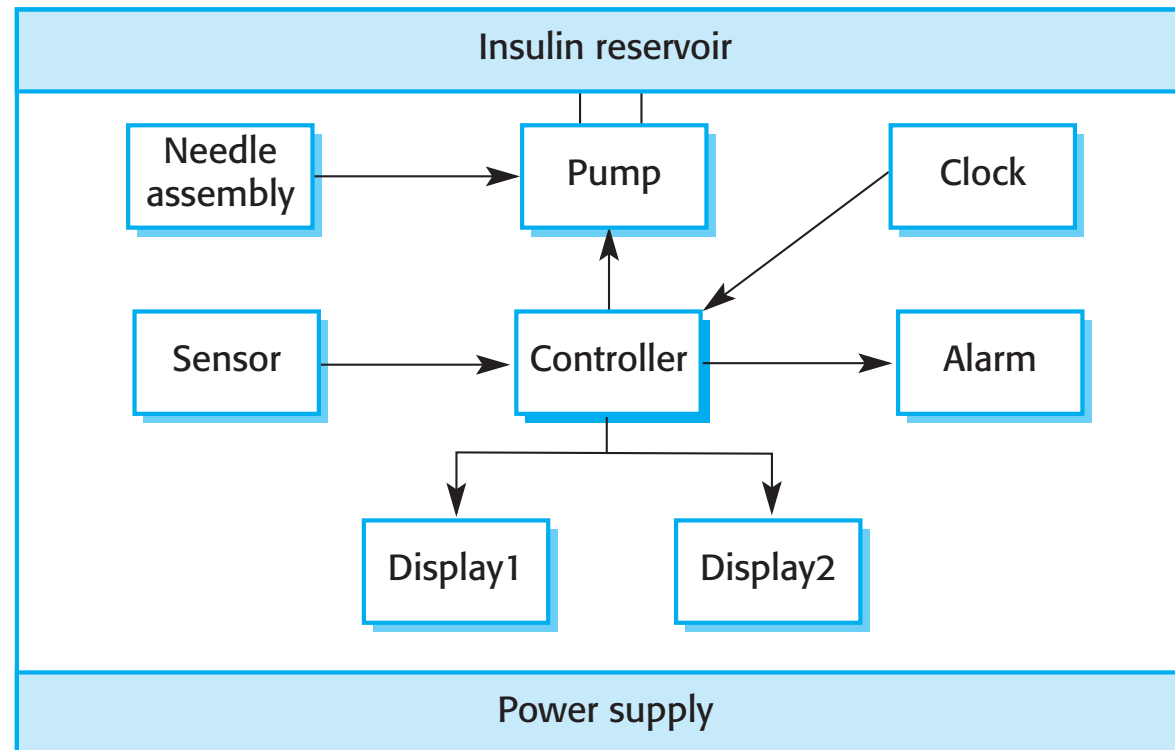 Insulin reservoir
Needle
assembly
Pump
Clock
Sensor
Controller
Alarm
Display1
Display2
Power supply